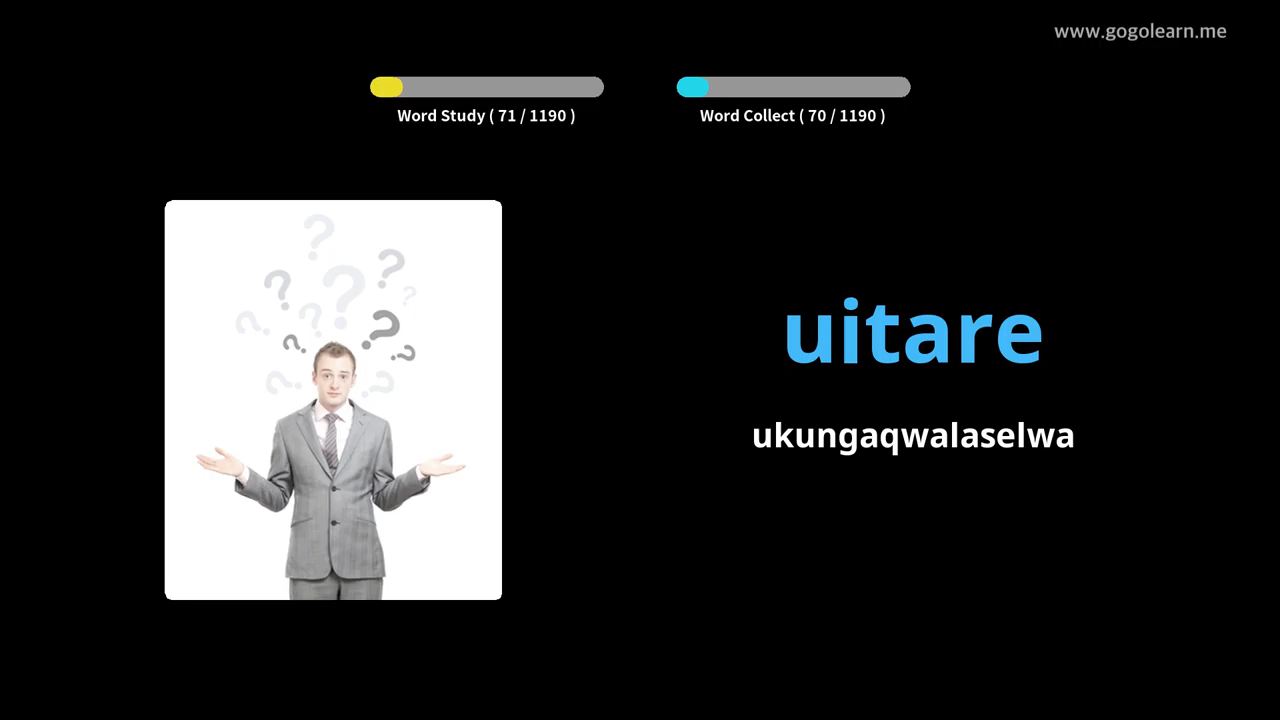 www.gogolearn.me
Word Study ( 71 / 1190 )
Word Collect ( 70 / 1190 )
uitare
ukungaqwalaselwa